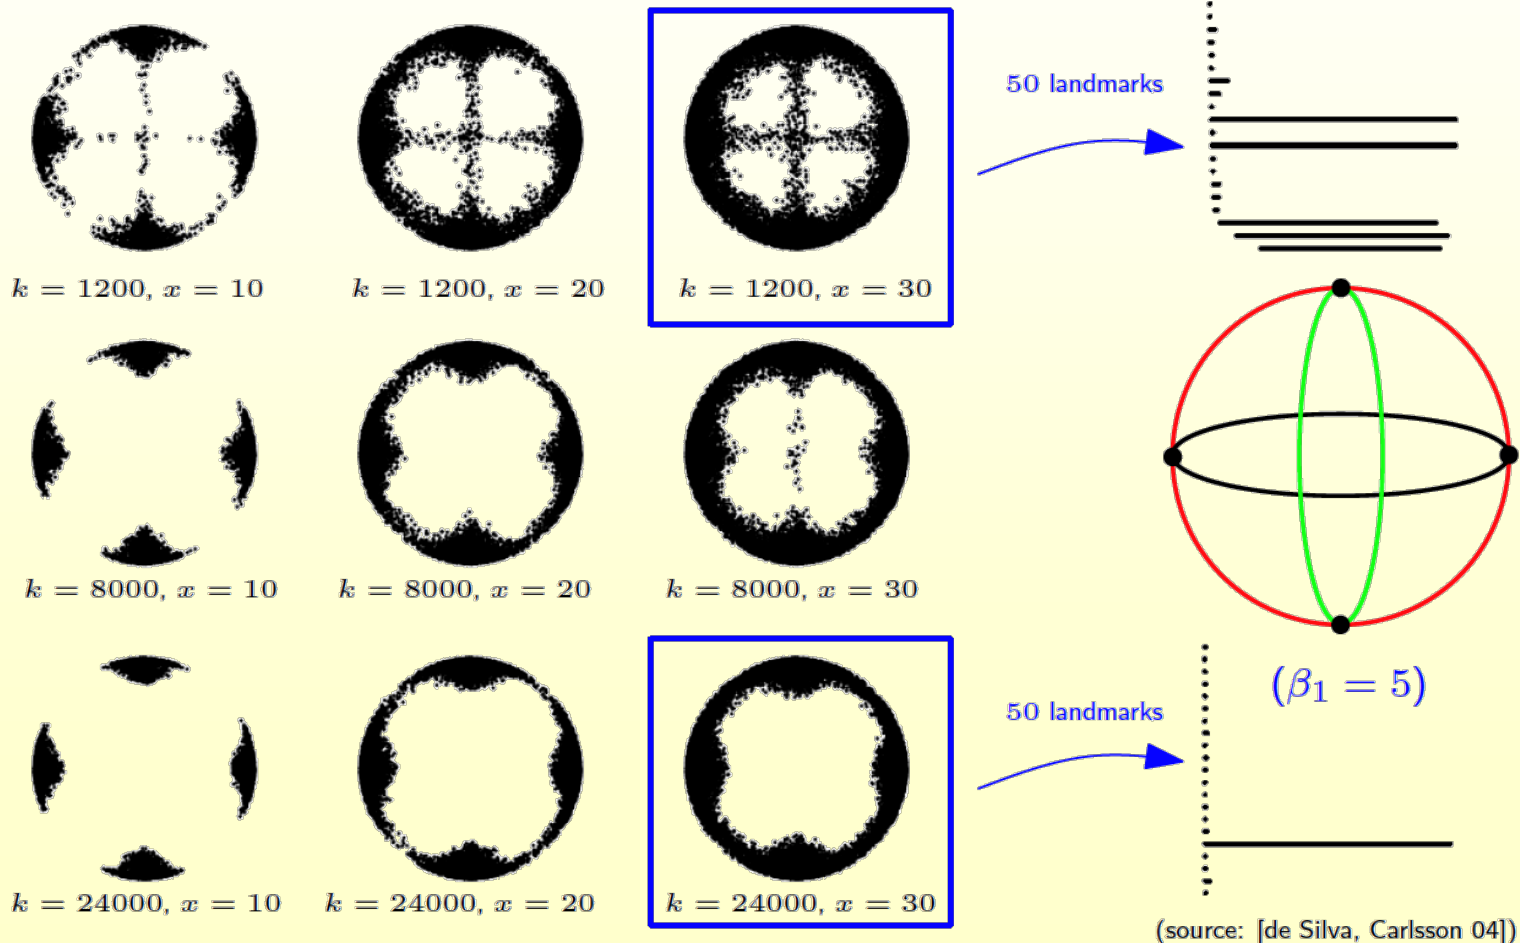 50 landmarks
k = 1200, x = 10
k = 1200, x = 20
k = 1200, x = 30
k = 8000, x = 10
k = 8000, x = 20
k = 8000, x = 30
(β₁ = 5)
50 landmarks
k = 24000, x = 10
k = 24000, x = 20
k = 24000, x = 30
(source: [de Silva, Carlsson 04])